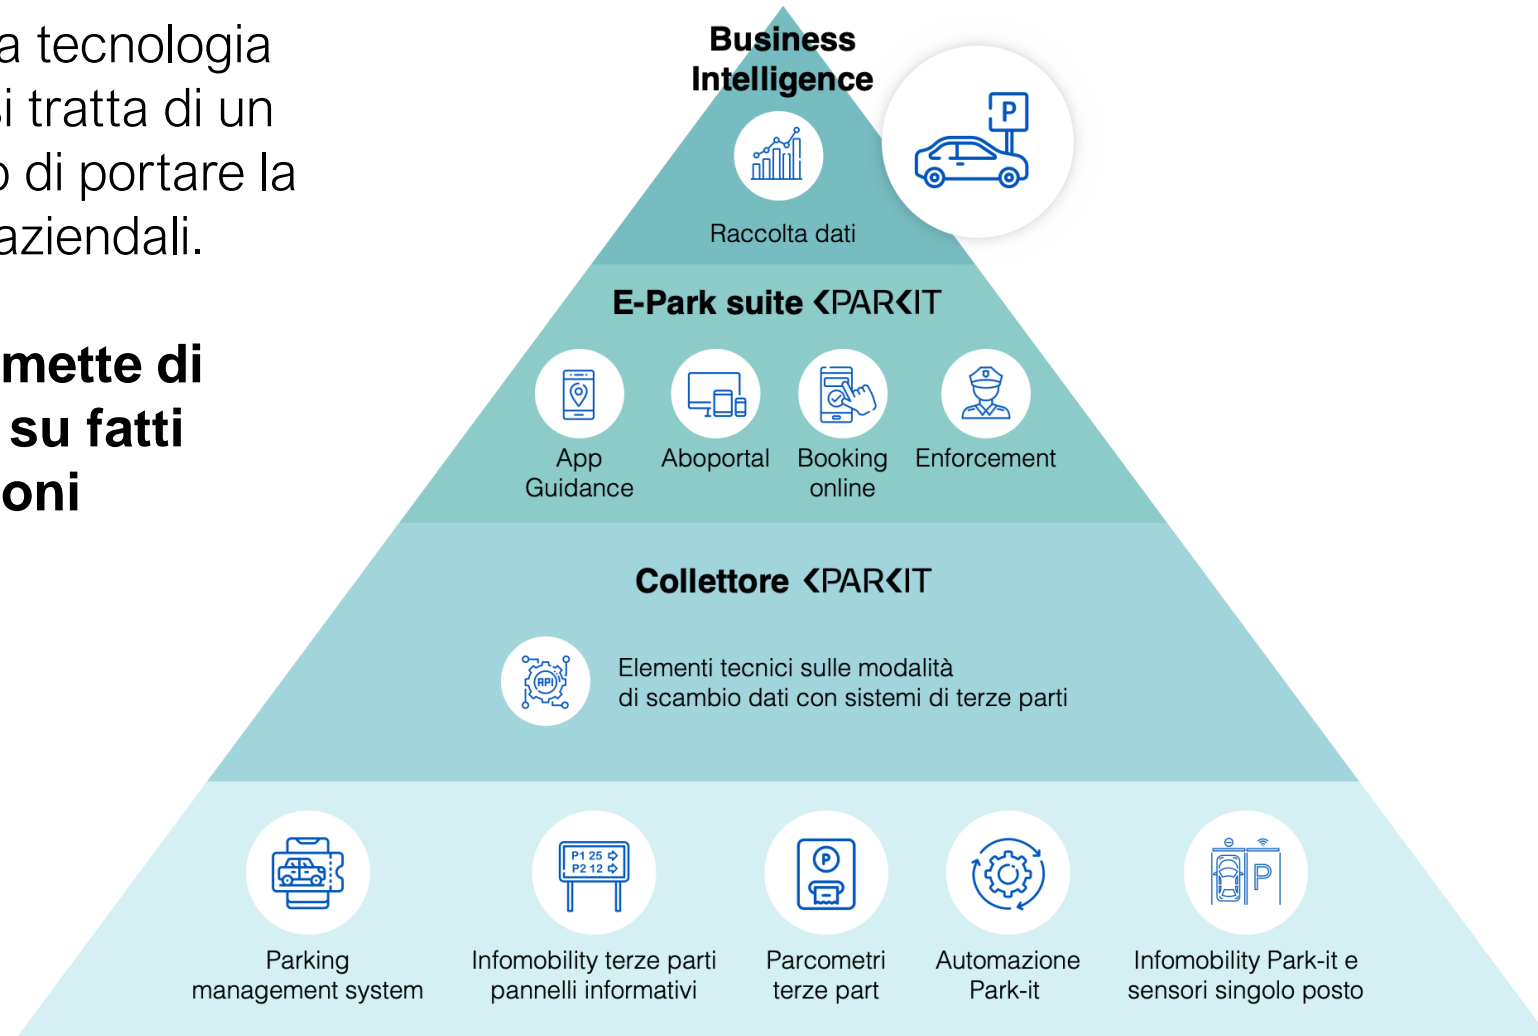 a tecnologia
si tratta di un
o di portare la
aziendali.
mette di
su fatti
oni
Business
Intelligence
P
Raccolta dati
E-Park suite PARKIT
App
Guidance
Aboportal
Booking
online
Enforcement
Collettore PARKIT
API
Elementi tecnici sulle modalità
di scambio dati con sistemi di terze parti
P1 25
P2 12
P
P
Parking
management system
Infomobility terze parti
pannelli informativi
Parcometri
terze part
Automazione
Park-it
Infomobility Park-it e
sensori singolo posto